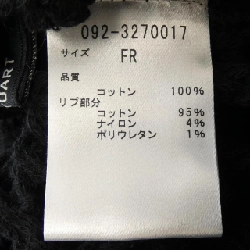 092-3270017
サイズ FR
品質
コットン 100%
リブ部分
コットン 95%
ナイロン 4%
ポリウレタン 1%
UART